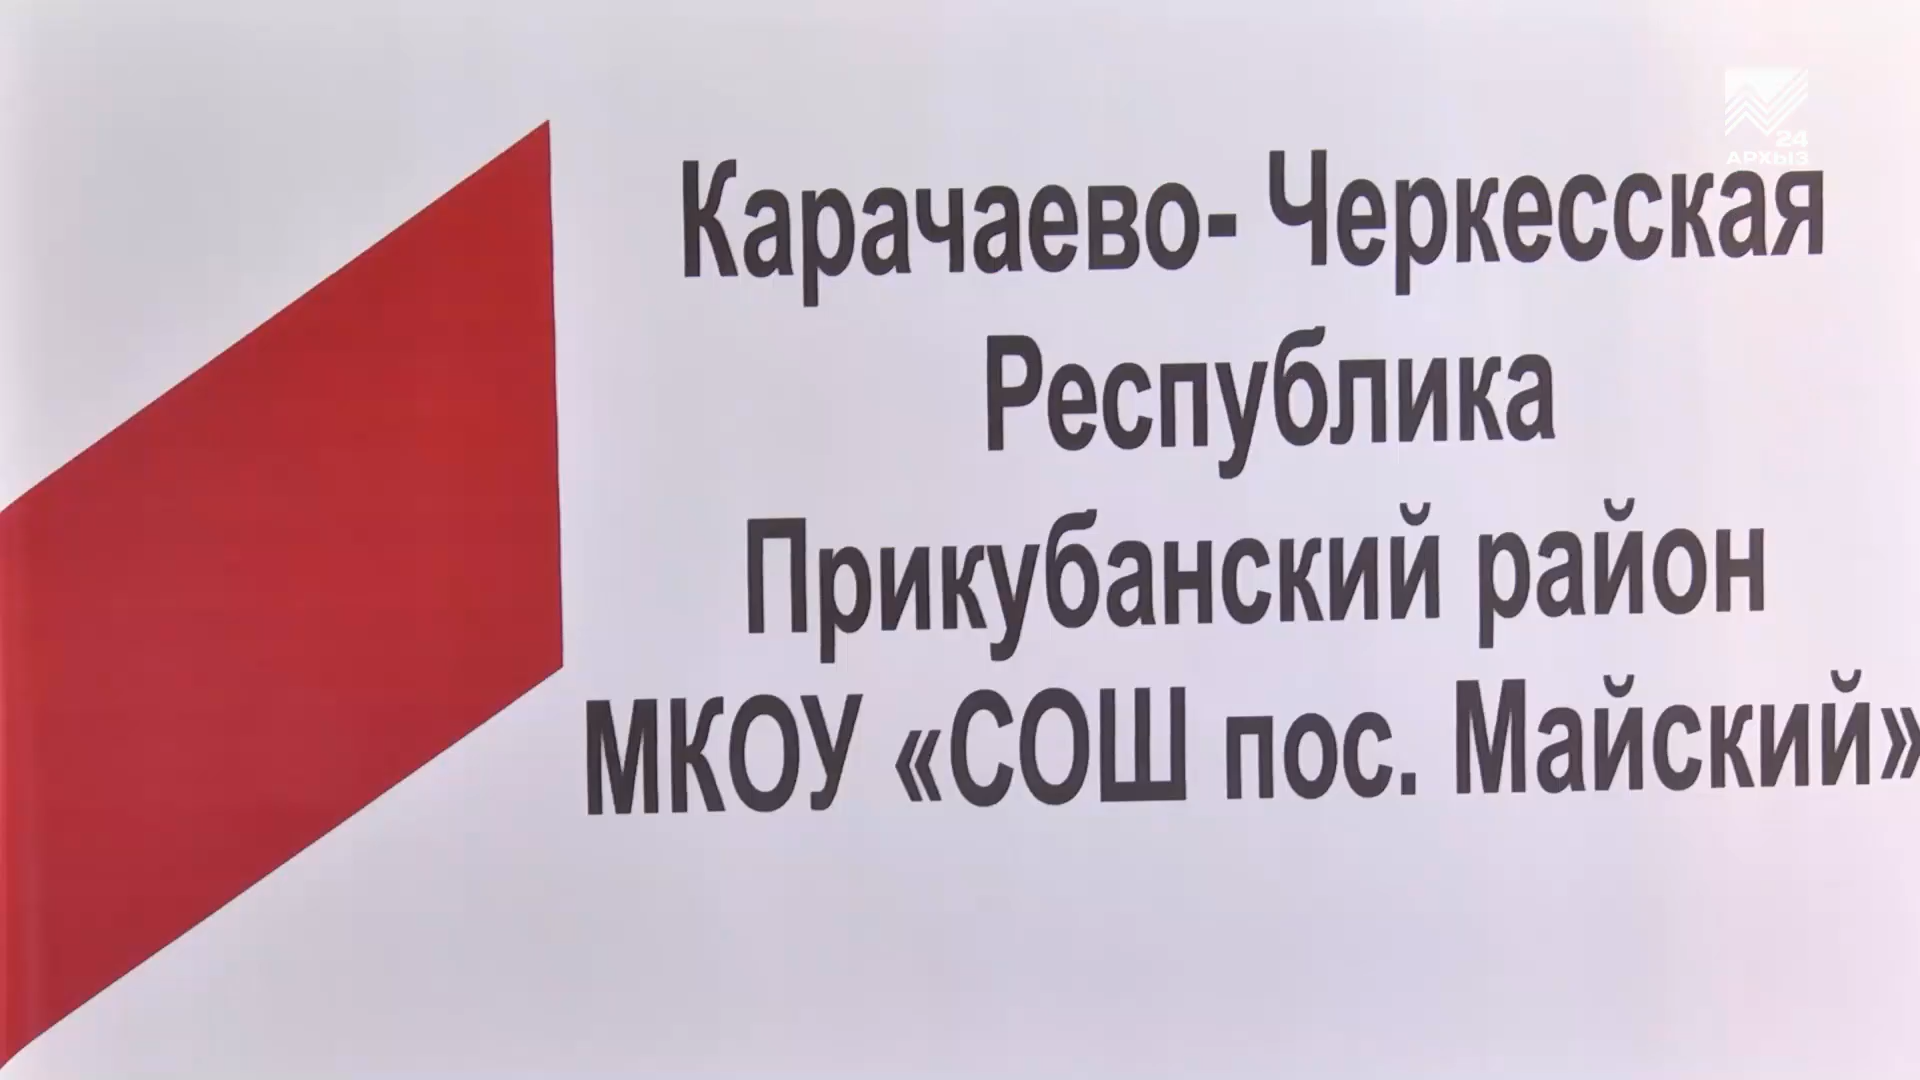 24
АРХЫЗ
Карачаево- Черкесская
Республика
Прикубанский район
МКОУ «СОШ пос. Майский»